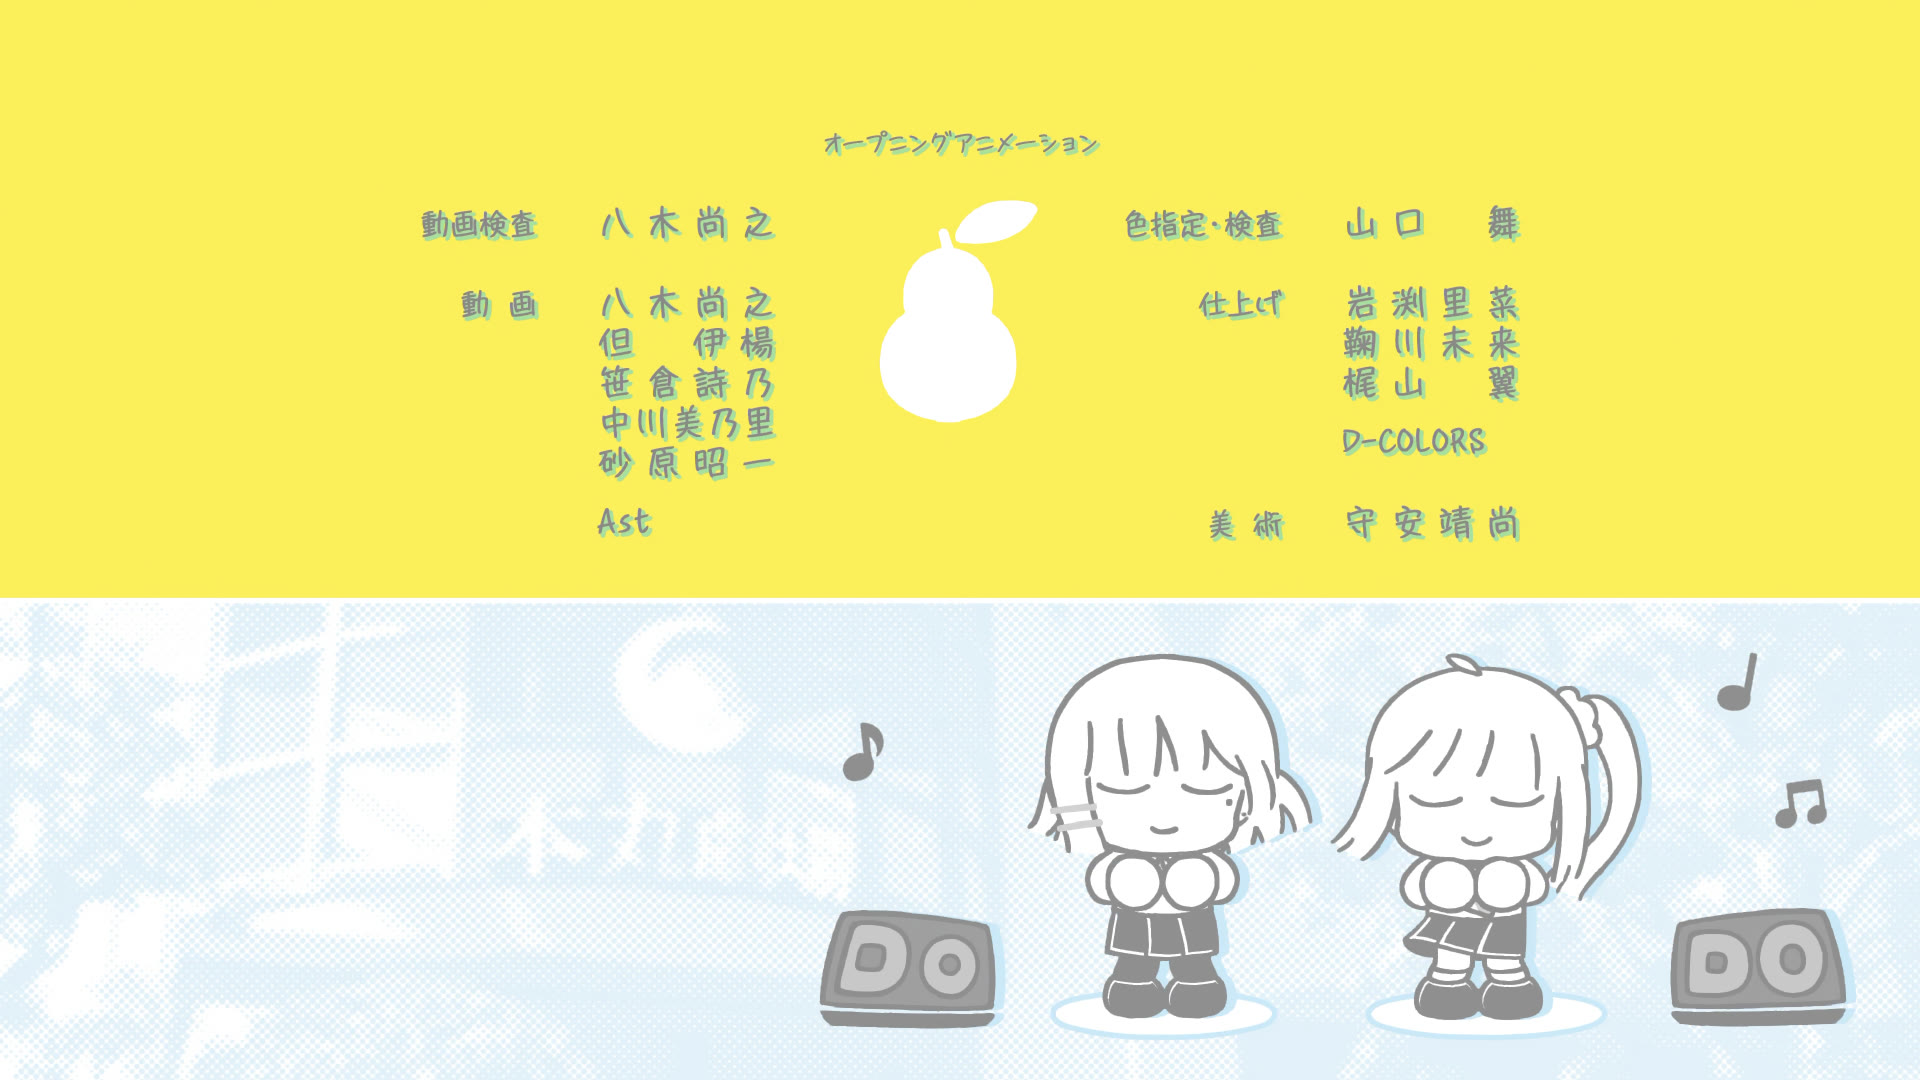 オープニングアニメーション
動画検査 八木尚之
動画 八木尚之
但 伊楊
笹倉詩乃
中川美乃里
砂原昭一
Ast
色指定・検査 山口 舞
仕上げ 岩渕里菜
鞠川未来
梶山 翼
D-COLORS
美術 守安靖尚
DO
DO